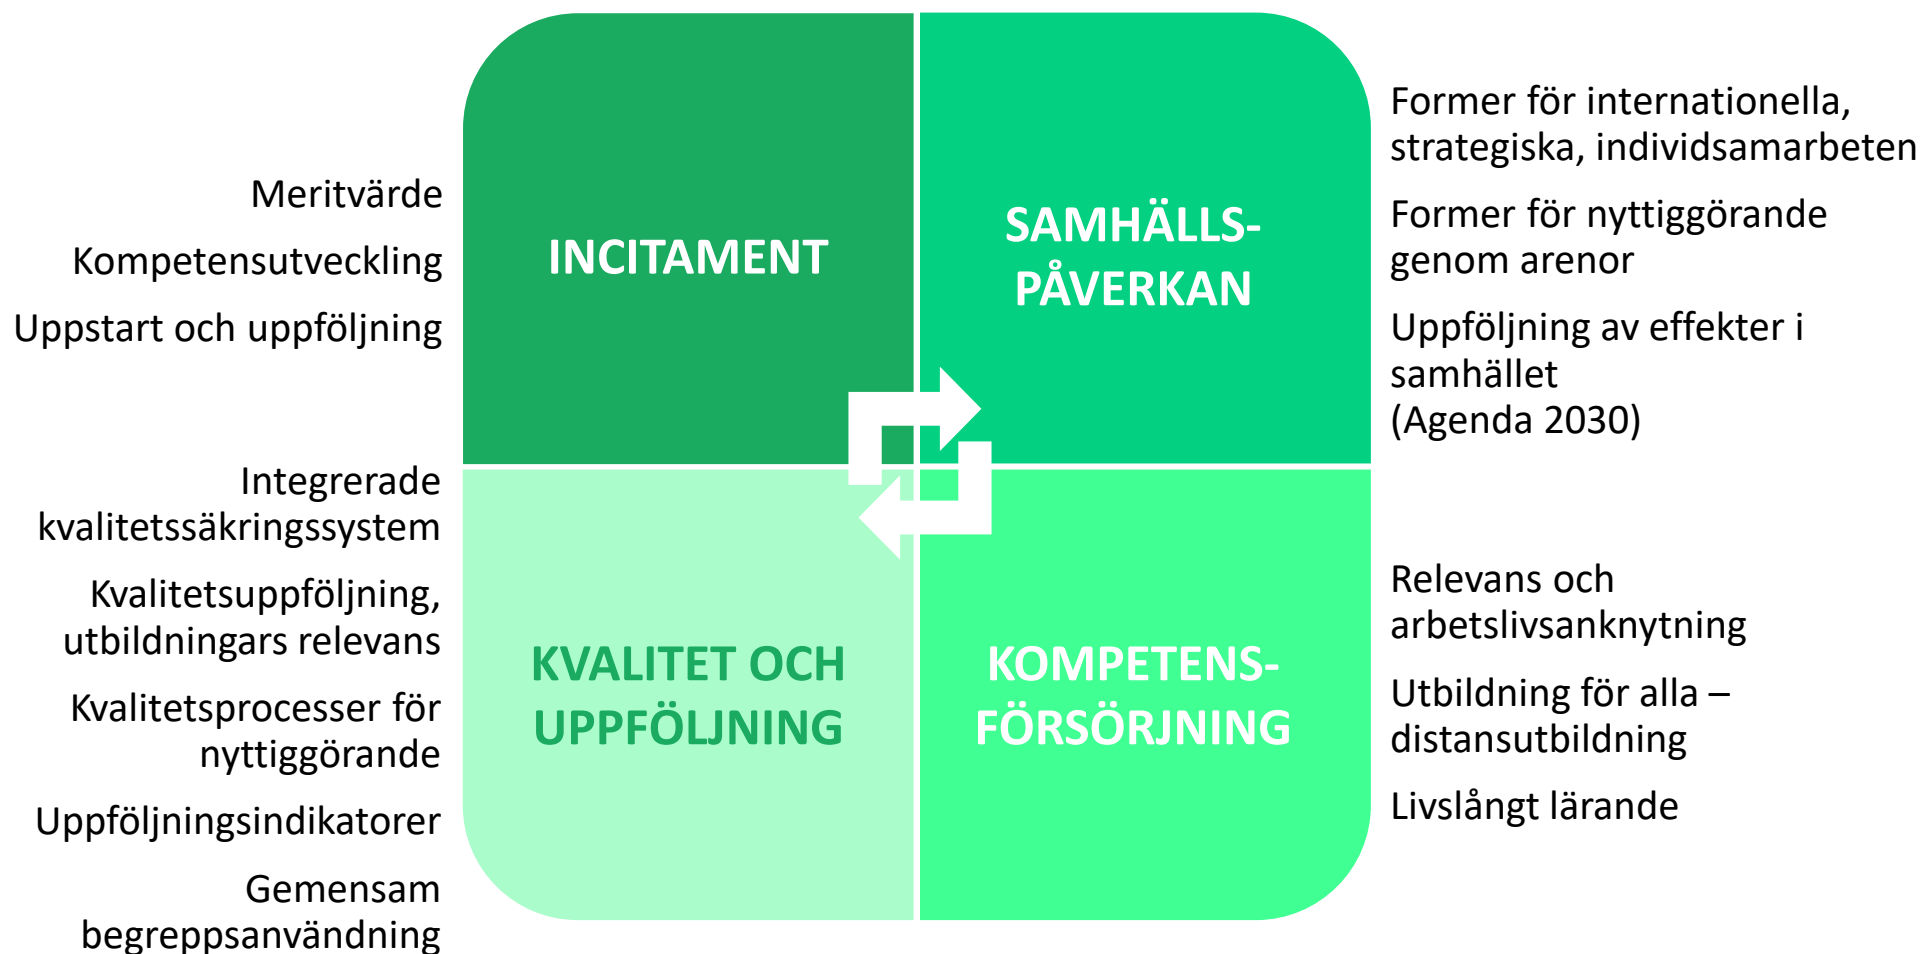 Meritvärde
Kompetensutveckling
Uppstart och uppföljning
INCITAMENT
SAMHÄLLS-
PÅVERKAN
Former för internationella,
strategiska, individsamarbeten
Former för nyttiggörande
genom arenor
Uppföljning av effekter i
samhället
(Agenda 2030)
Integrerade
kvalitetssäkringssystem
Kvalitetsuppföljning,
utbildningars relevans
Kvalitetsprocesser för
nyttiggörande
Uppföljningsindikatorer
Gemensam
begreppsanvändning
KVALITET OCH
UPPFÖLJNING
KOMPETENS-
FÖRSÖRJNING
Relevans och
arbetslivsanknytning
Utbildning för alla –
distansutbildning
Livslångt lärande